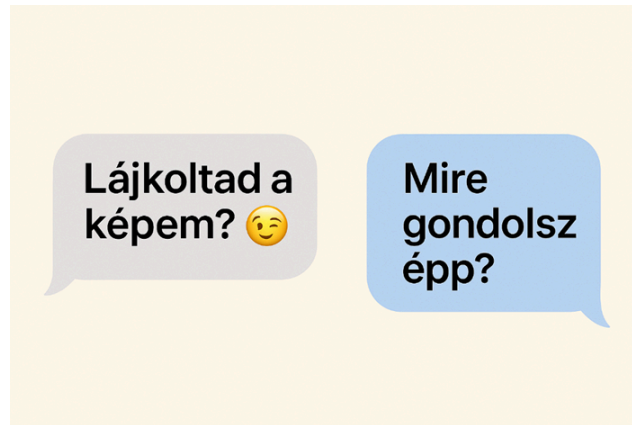 Lájkoltad a
képem? 😉
Mire
gondolsz
épp?